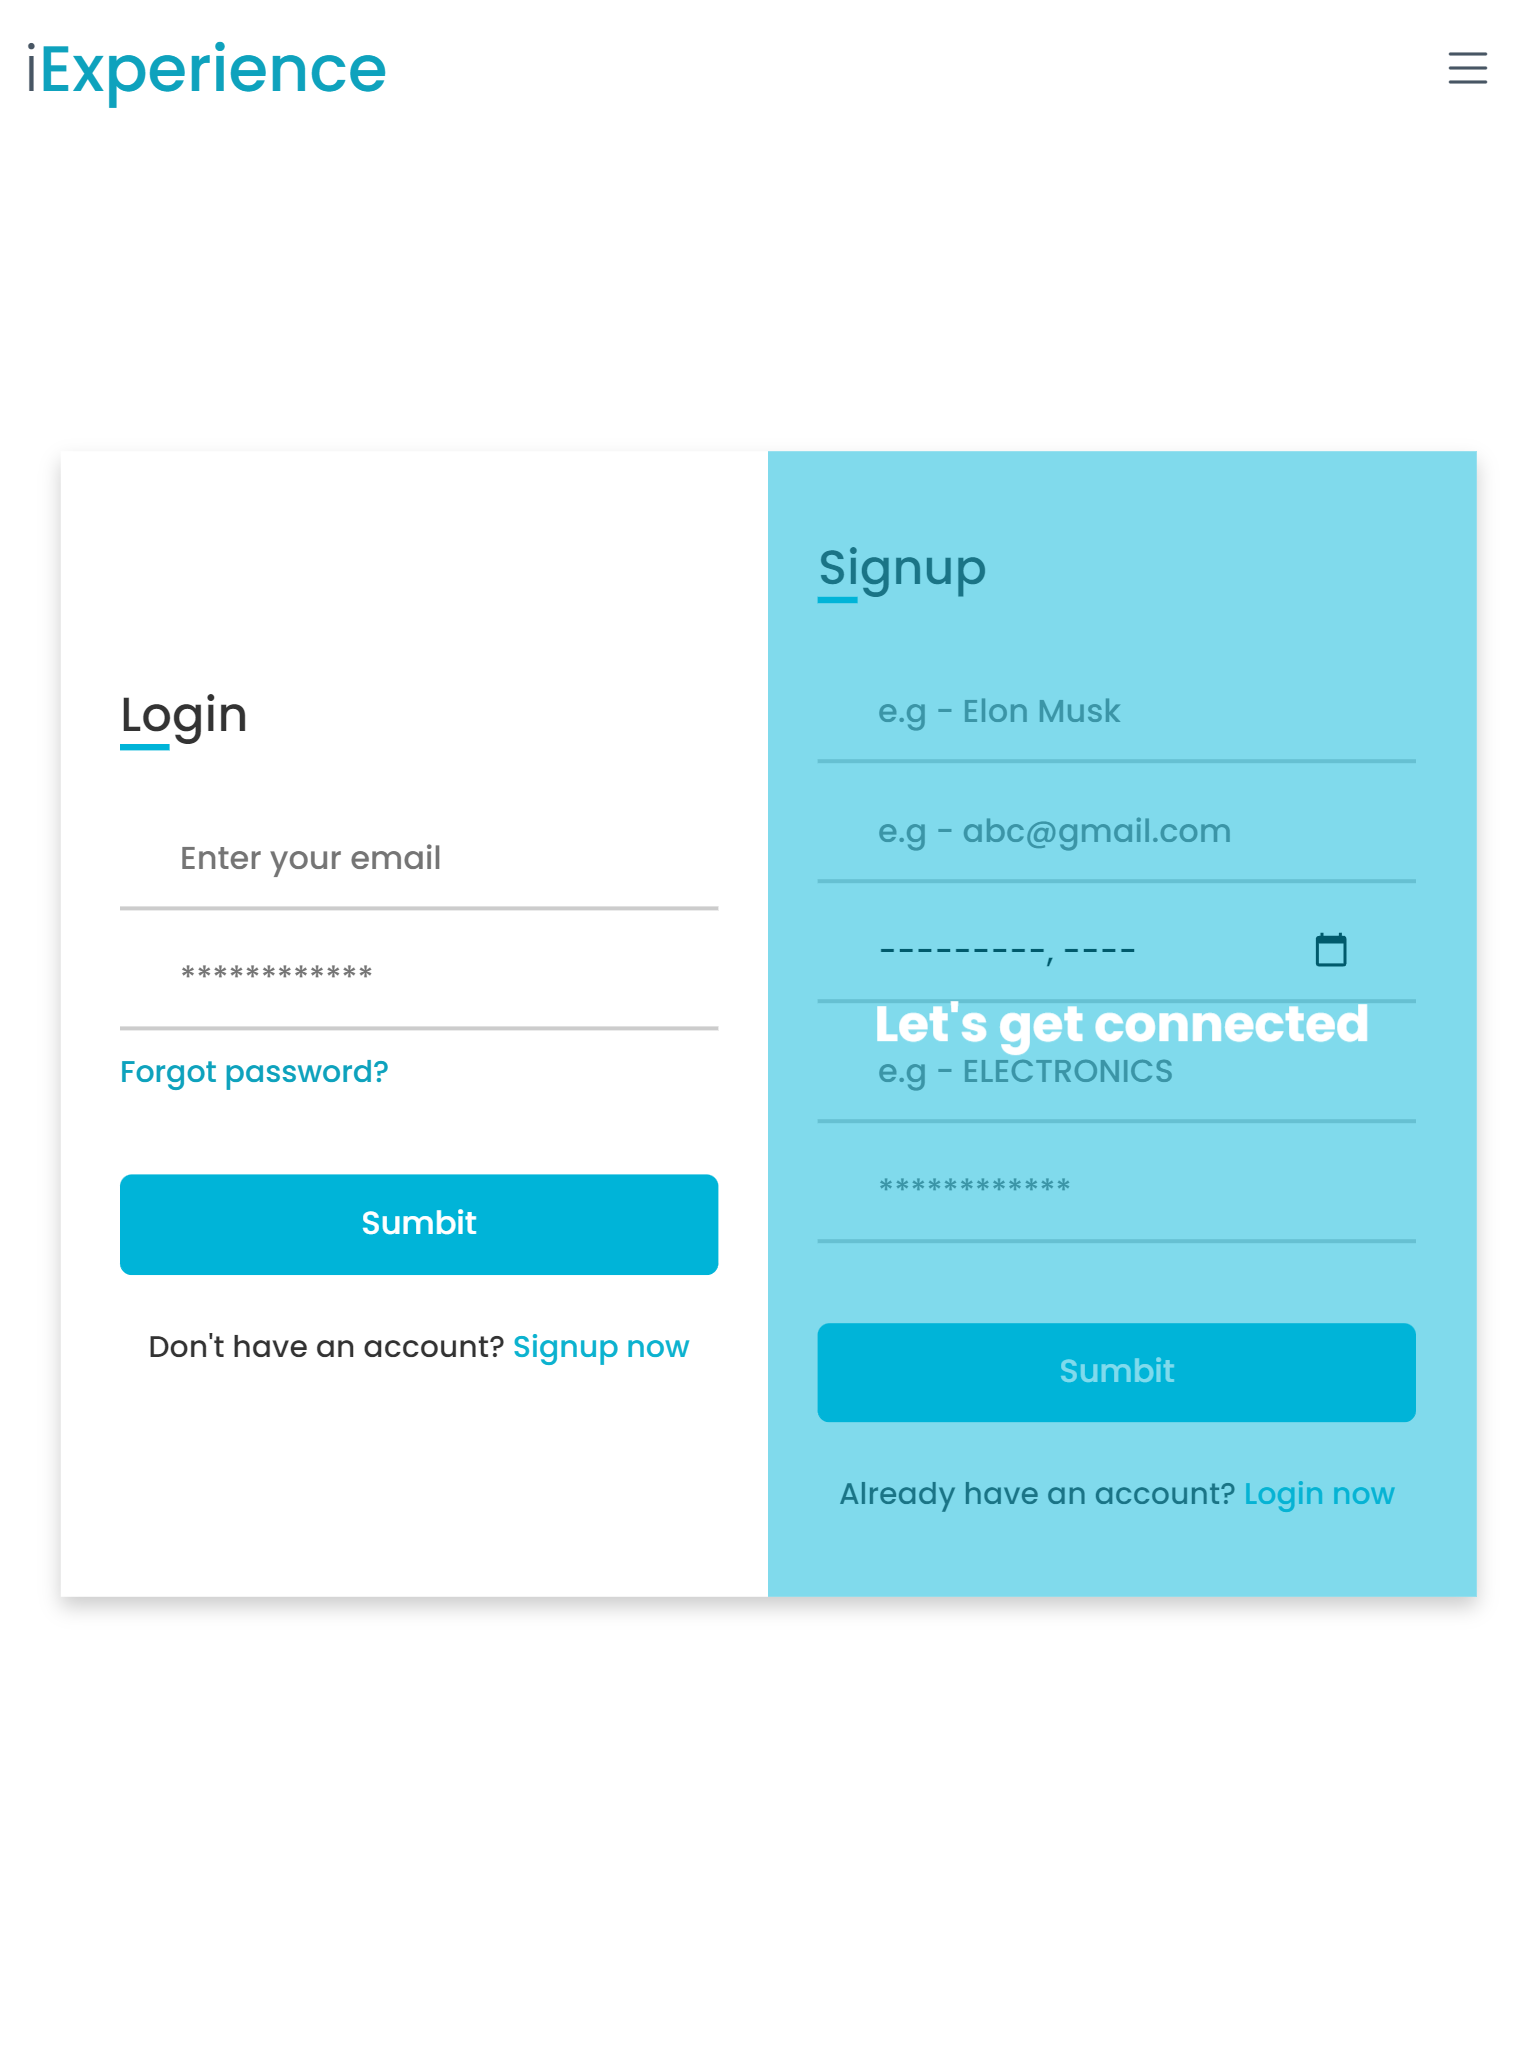 iExperience
Login
Enter your email
************
Forgot password?
Sumbit
Don't have an account? Signup now
Signup
e.g - Elon Musk
e.g - abc@gmail.com
---------, ----
Let's get connected
e.g - ELECTRONICS
************
Sumbit
Already have an account? Login now